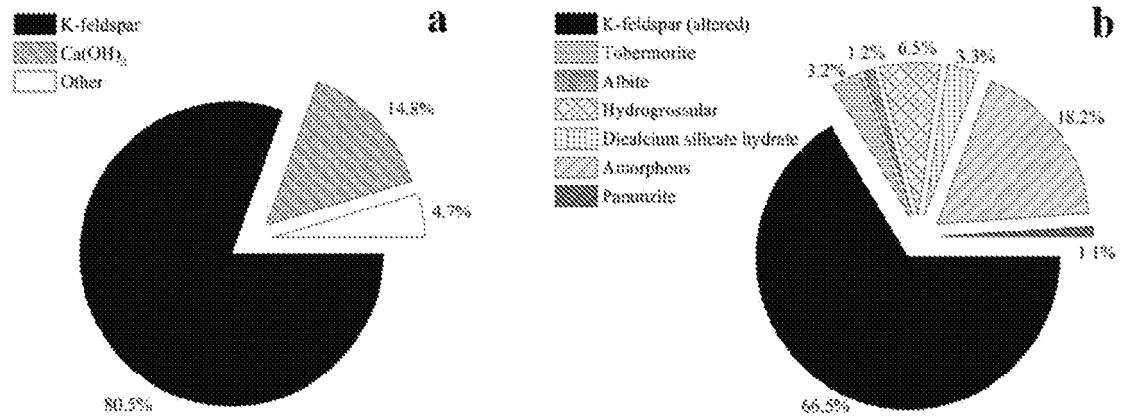 K-feldspar
Ca(OH)₂
Other
a
14.8%
4.7%
80.5%
K-feldspar (altered)
Tobermorite
Albite
Hydrogrossular
Dicalcium silicate hydrate
Amorphous
Panunzite
b
3.2%
1.2%
6.5%
3.3%
18.2%
1.1%
66.5%